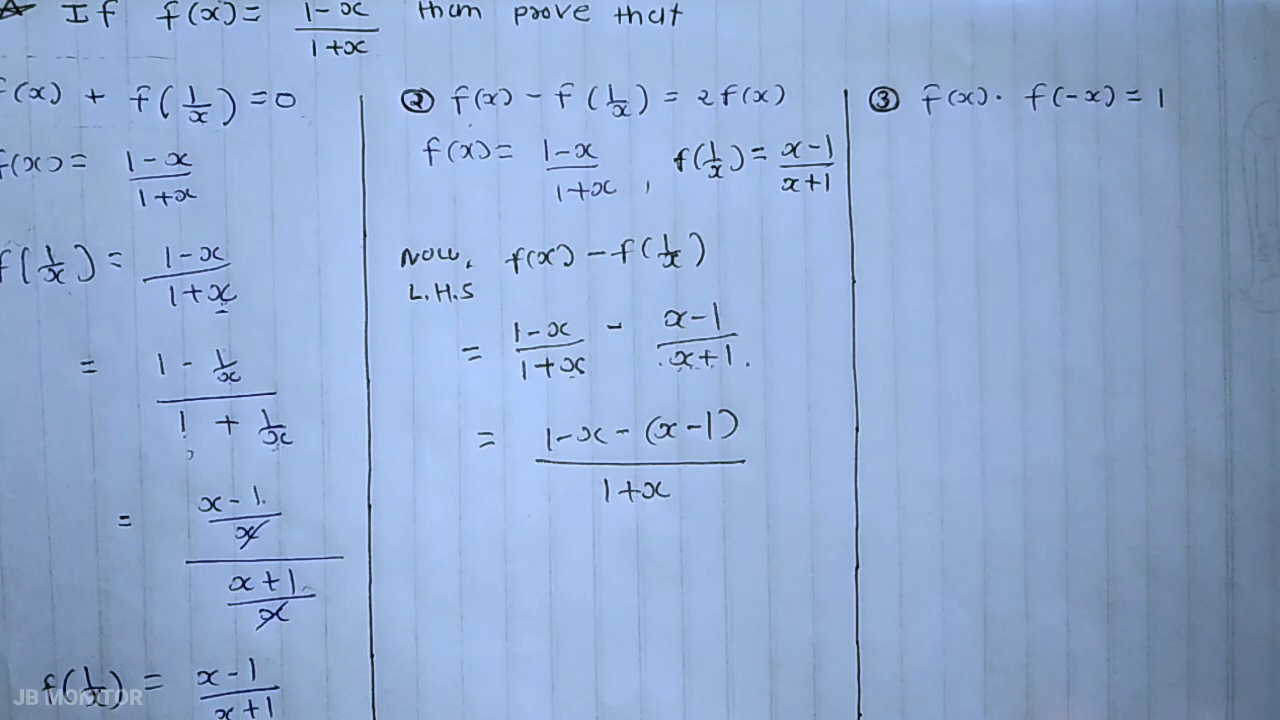 If f(x) = 1-x / 1+x then prove that
f(x) + f(1/x) = 0
f(x) = 1-x / 1+x
f(1/x) = 1-x / 1+x
= 1 - 1/x / 1 + 1/x
= x-1 / x / x+1 / x
f(1/x) = x-1 / x+1
② f(x) - f(1/x) = 2f(x)
f(x) = 1-x / 1+x , f(1/x) = x-1 / x+1
Now, f(x) - f(1/x)
L.H.S
= 1-x / 1+x - x-1 / x+1
= 1-x-(x-1) / 1+x
③ f(x) . f(-x) = 1
JB MONITOR